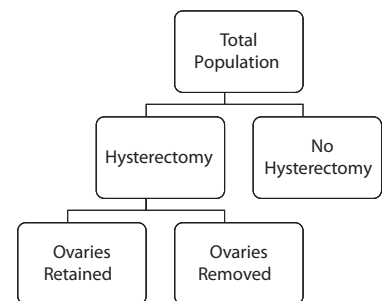 Total
Population
Hysterectomy
No
Hysterectomy
Ovaries
Retained
Ovaries
Removed